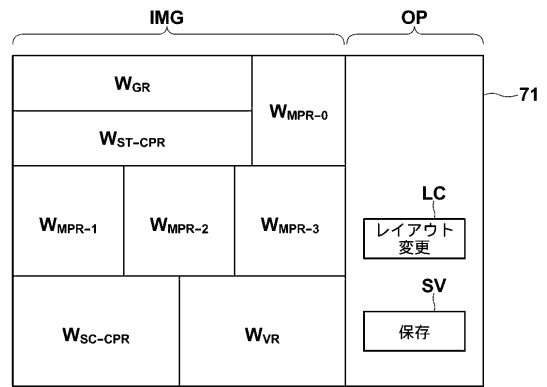 IMG OP
W_GR
W_MPR-0
71
W_ST-CPR
LC
W_MPR-1 W_MPR-2 W_MPR-3
レイアウト
変更
SV
W_SC-CPR W_VR
保存